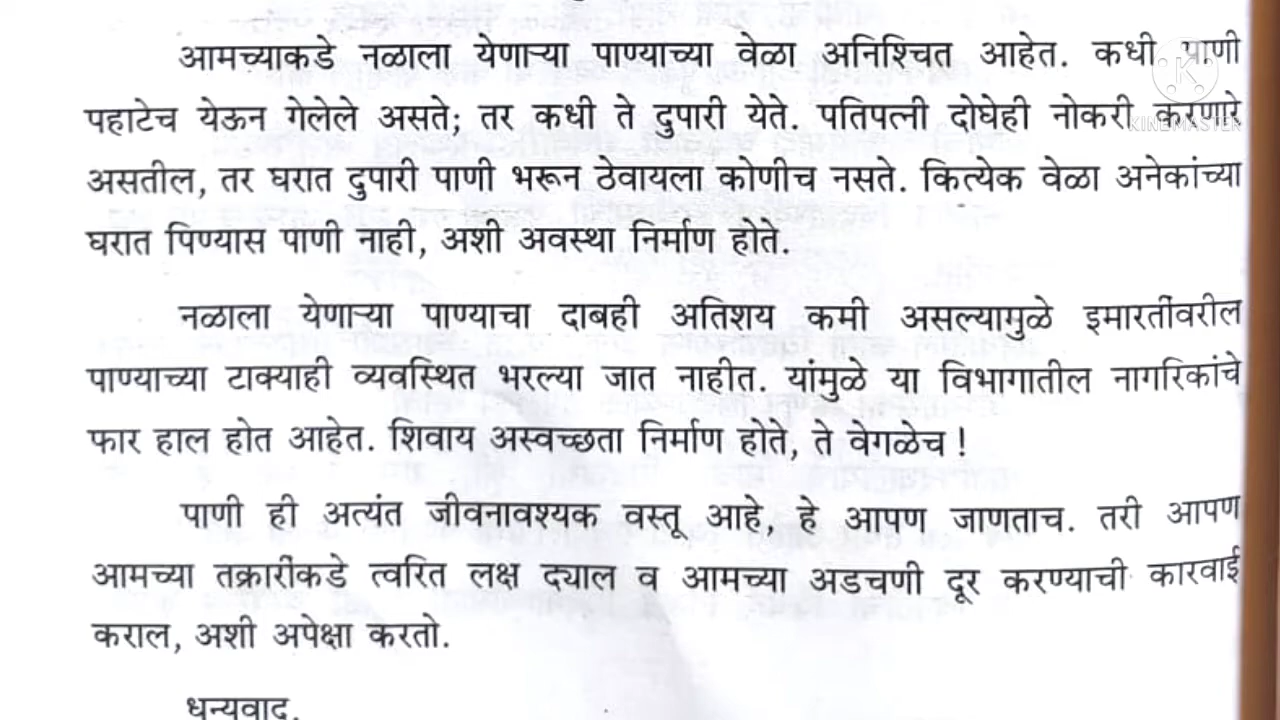 आमच्याकडे नळाला येणाऱ्या पाण्याच्या वेळा अनिश्चित आहेत. कधी पाणी
पहाटेच येऊन गेलेले असते; तर कधी ते दुपारी येते. पतिपत्नी दोघेही नोकरी करणारे
असतील, तर घरात दुपारी पाणी भरून ठेवायला कोणीच नसते. कित्येक वेळा अनेकांच्या
घरात पिण्यास पाणी नाही, अशी अवस्था निर्माण होते.
नळाला येणाऱ्या पाण्याचा दाबही अतिशय कमी असल्यामुळे इमारतींवरील
पाण्याच्या टाक्याही व्यवस्थित भरल्या जात नाहीत. यांमुळे या विभागातील नागरिकांचे
फार हाल होत आहेत. शिवाय अस्वच्छता निर्माण होते, ते वेगळेच !
पाणी ही अत्यंत जीवनावश्यक वस्तू आहे, हे आपण जाणताच. तरी आपण
आमच्या तक्रारींकडे त्वरित लक्ष द्याल व आमच्या अडचणी दूर करण्याची कारवाई
कराल, अशी अपेक्षा करतो.
धन्यवाद.
K
KINEMASTER